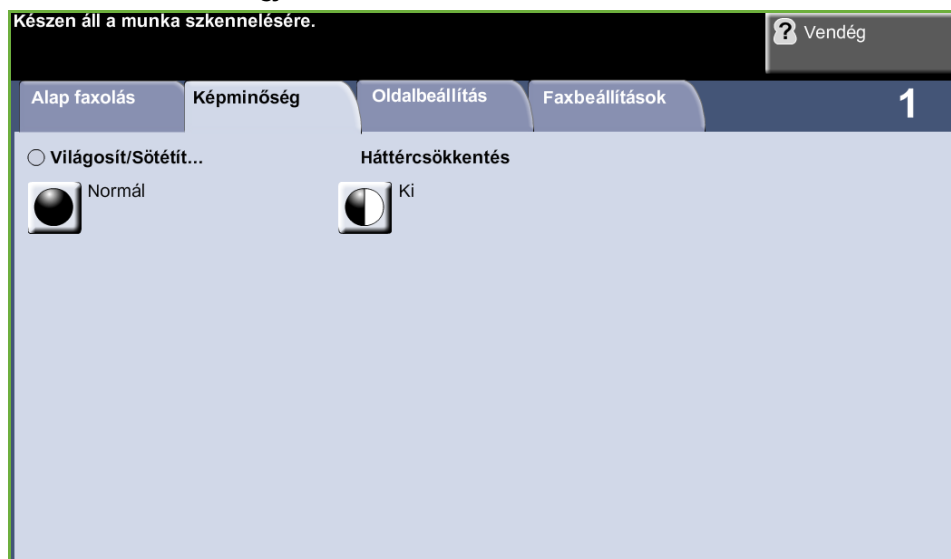 Készen áll a munka szkennelésére.
? Vendég
Alap faxolás Képminőség Oldalbeállítás Faxbeállítások 1
Világosít/Sötétít... Háttércsökkentés
Normál Ki